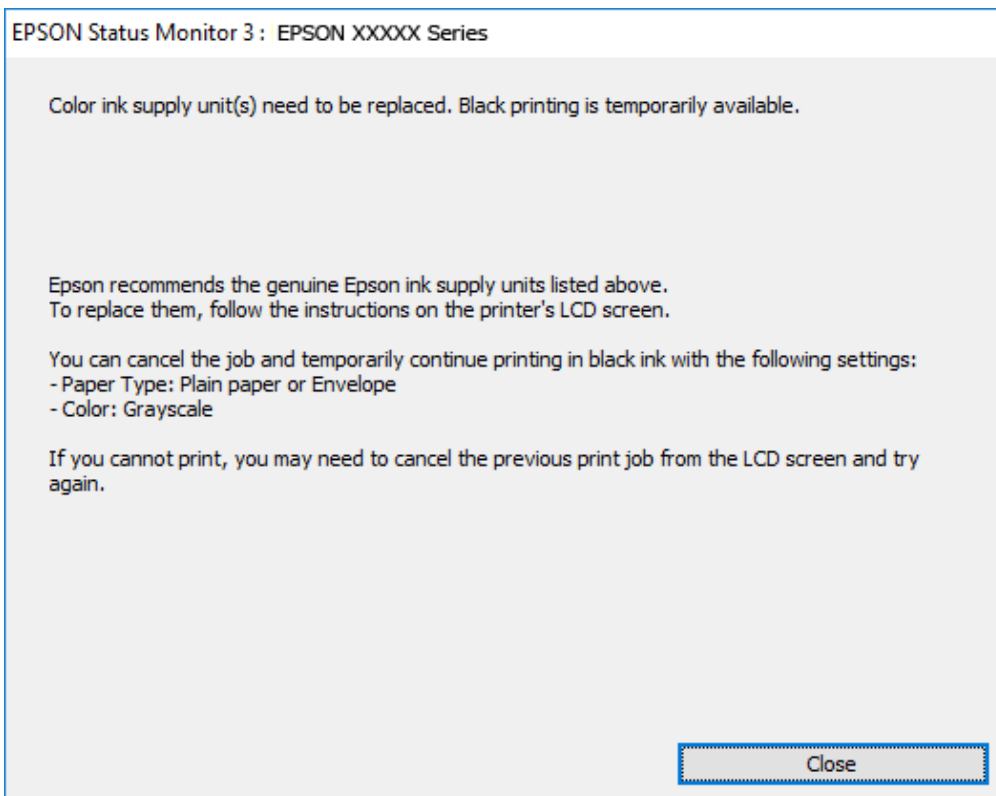 EPSON Status Monitor 3 : EPSON XXXXX Series
Color ink supply unit(s) need to be replaced. Black printing is temporarily available.
Epson recommends the genuine Epson ink supply units listed above.
To replace them, follow the instructions on the printer's LCD screen.
You can cancel the job and temporarily continue printing in black ink with the following settings:
- Paper Type: Plain paper or Envelope
- Color: Grayscale
If you cannot print, you may need to cancel the previous print job from the LCD screen and try
again.
Close